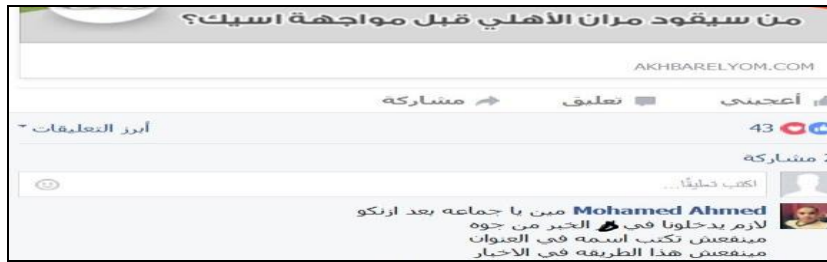 من سيقود مران الأهلي قبل مواجهة اسيك؟
AKHBARELYOM.COM
أعجبني تعليق مشاركة
أبرز التعليقات
43
مشاركة
اكتب تعليقًا...
Mohamed Ahmed مين يا جماعه بعد ازنكو
لازم يدخلونا في الخبر من جوه
مينفعش تكتب اسمه في العنوان
مينفعش هذا الطريقه في الاخبار